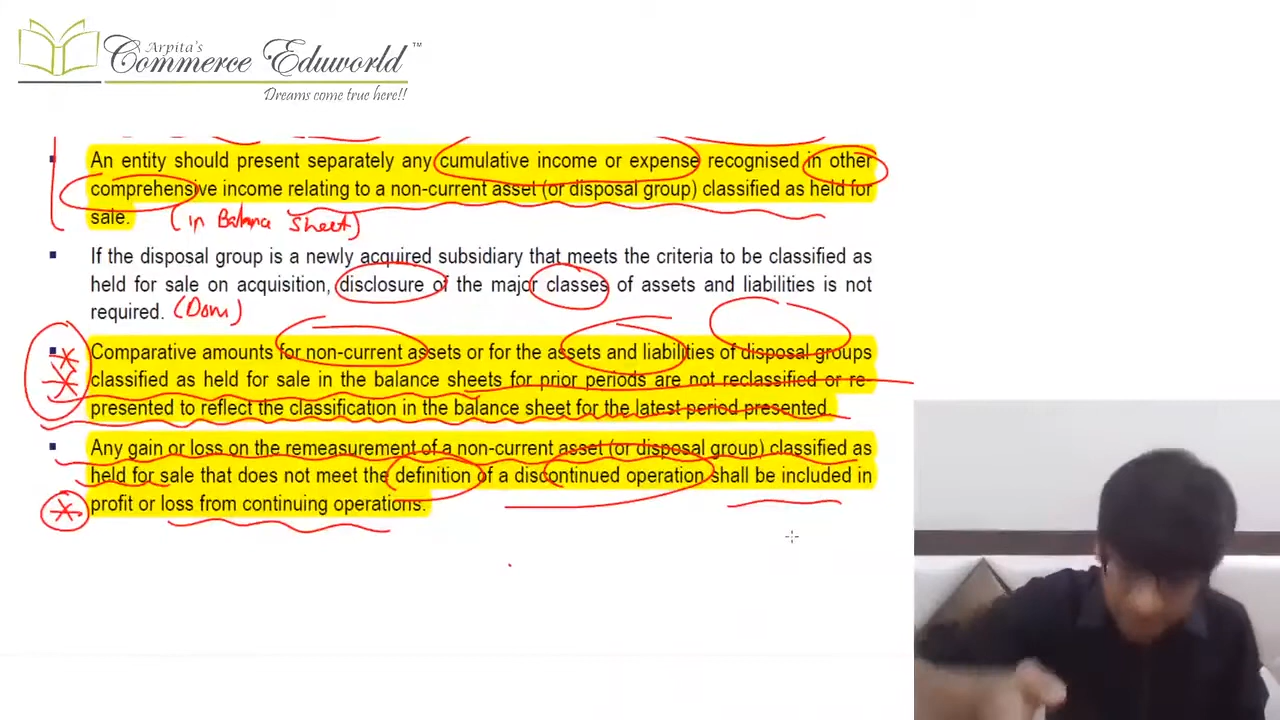 Arpita's
Commerce Eduworld™
Dreams come true here!!
▪ An entity should present separately any cumulative income or expense recognised in other
comprehensive income relating to a non-current asset (or disposal group) classified as held for
sale. (in Balance Sheet)
▪ If the disposal group is a newly acquired subsidiary that meets the criteria to be classified as
held for sale on acquisition, disclosure of the major classes of assets and liabilities is not
required. (Dom)
▪ Comparative amounts for non-current assets or for the assets and liabilities of disposal groups
classified as held for sale in the balance sheets for prior periods are not reclassified or re-
presented to reflect the classification in the balance sheet for the latest period presented.
▪ Any gain or loss on the remeasurement of a non-current asset (or disposal group) classified as
held for sale that does not meet the definition of a discontinued operation shall be included in
profit or loss from continuing operations.